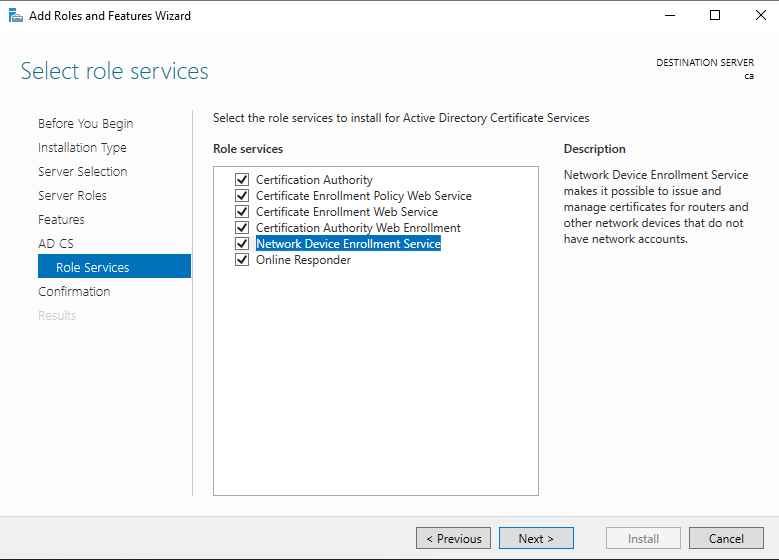 Add Roles and Features Wizard
Select role services
DESTINATION SERVER
ca
Before You Begin
Installation Type
Server Selection
Server Roles
Features
AD CS
Role Services
Confirmation
Results
Select the role services to install for Active Directory Certificate Services
Role services
Certification Authority
Certificate Enrollment Policy Web Service
Certificate Enrollment Web Service
Certification Authority Web Enrollment
Network Device Enrollment Service
Online Responder
Description
Network Device Enrollment Service
makes it possible to issue and
manage certificates for routers and
other network devices that do not
have network accounts.
< Previous
Next >
Install
Cancel